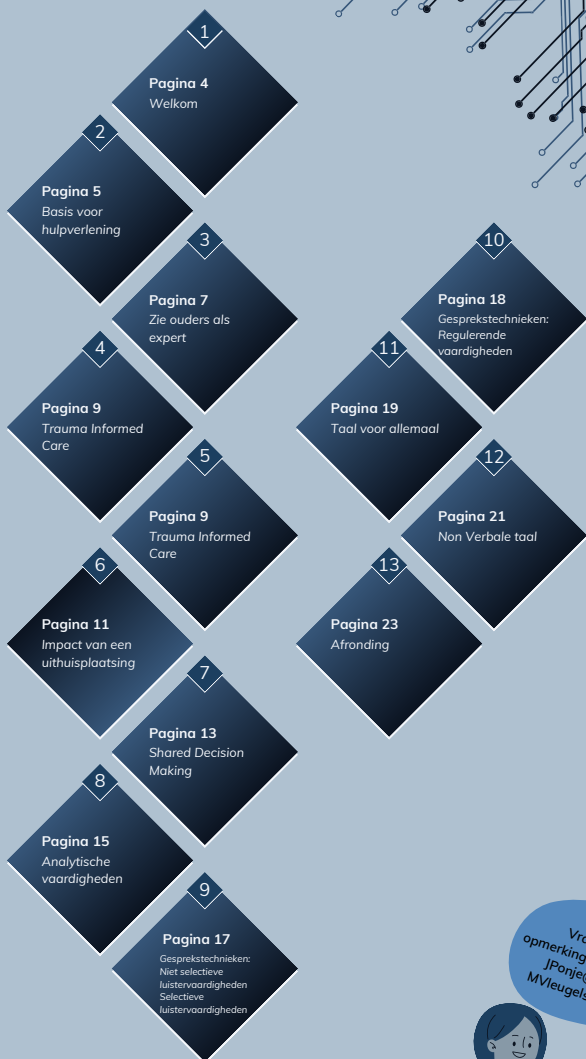 1
Pagina 4
Welkom
2
Pagina 5
Basis voor
hulpverlening
3
Pagina 7
Zie ouders als
expert
4
Pagina 9
Trauma Informed
Care
5
Pagina 9
Trauma Informed
Care
6
Pagina 11
Impact van een
uithuisplaatsing
7
Pagina 13
Shared Decision
Making
8
Pagina 15
Analytische
vaardigheden
9
Pagina 17
Gesprekstechnieken:
Niet selectieve
luistervaardigheden
Selectieve
luistervaardigheden
10
Pagina 18
Gesprekstechnieken:
Regulerende
vaardigheden
11
Pagina 19
Taal voor allemaal
12
Pagina 21
Non Verbale taal
13
Pagina 23
Afronding